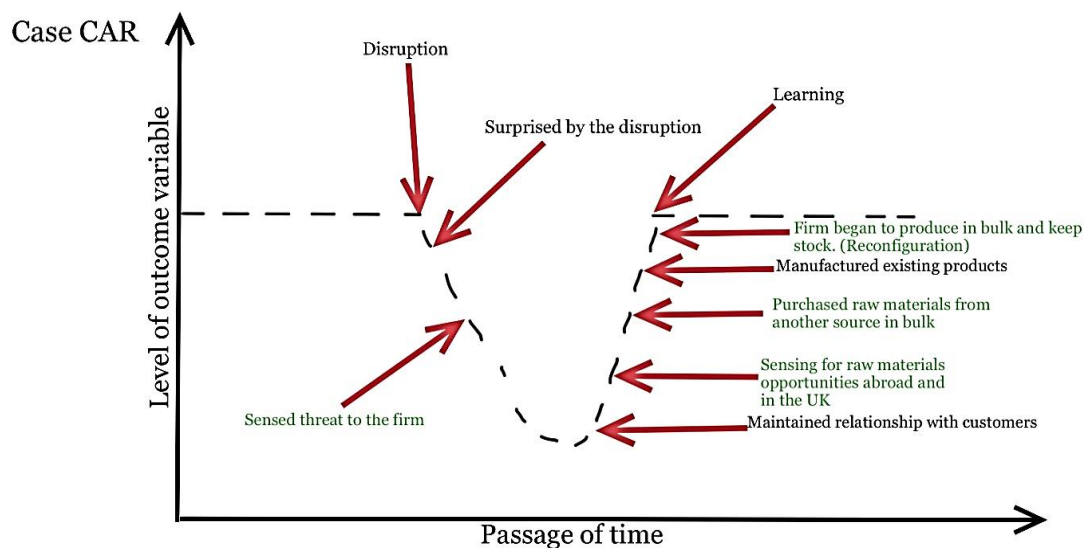 Case CAR
Disruption
Learning
Surprised by the disruption
Level of outcome variable
Firm began to produce in bulk and keep
stock. (Reconfiguration)
Manufactured existing products
Purchased raw materials from
another source in bulk
Sensing for raw materials
opportunities abroad and
in the UK
Sensed threat to the firm
Maintained relationship with customers
Passage of time